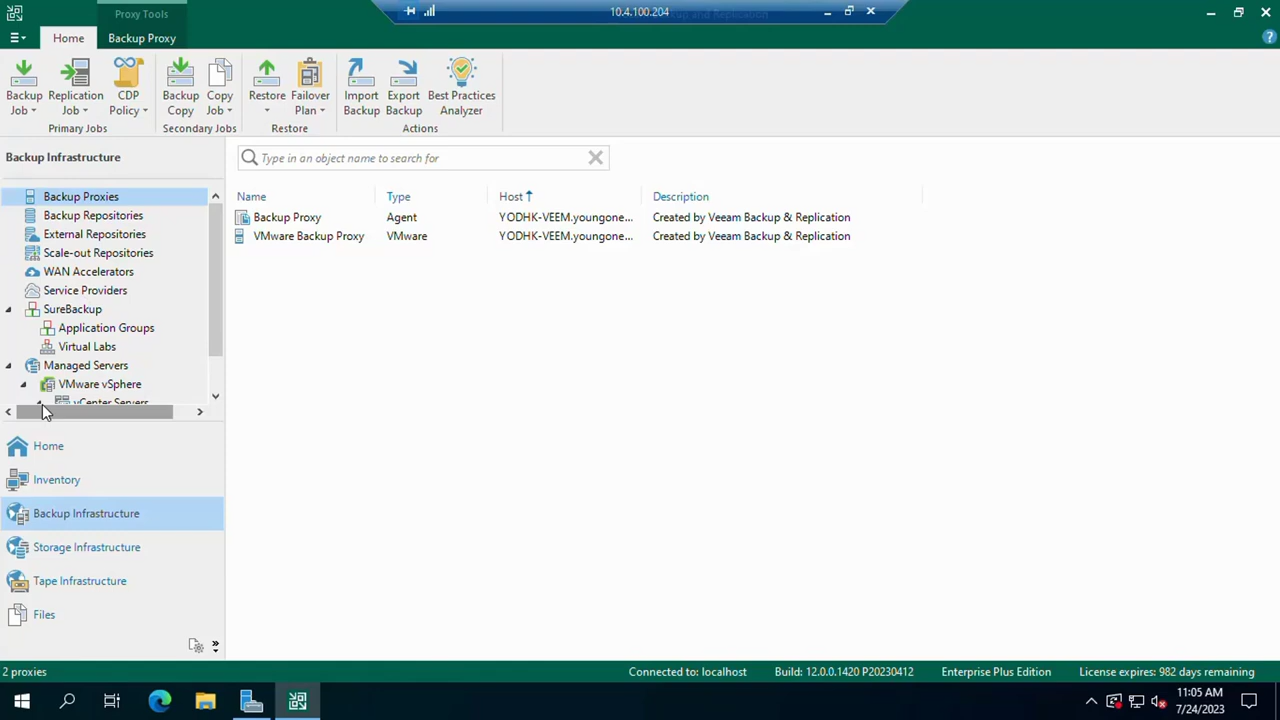 Proxy Tools
10.4.100.204
Home
Backup Proxy
Backup Job
Replication Job
CDP Policy
Backup Copy
Copy Job
Restore
Failover Plan
Import Backup
Export Backup
Best Practices Analyzer
Primary Jobs
Secondary Jobs
Restore
Actions
Backup Infrastructure
Type in an object name to search for
Backup Proxies
Backup Repositories
External Repositories
Scale-out Repositories
WAN Accelerators
Service Providers
SureBackup
Application Groups
Virtual Labs
Managed Servers
VMware vSphere
vCenter Servers
Name Type Host Description
Backup Proxy Agent YODHK-VEEM.youngone... Created by Veeam Backup & Replication
VMware Backup Proxy VMware YODHK-VEEM.youngone... Created by Veeam Backup & Replication
Home
Inventory
Backup Infrastructure
Storage Infrastructure
Tape Infrastructure
Files
2 proxies
Connected to: localhost
Build: 12.0.0.1420 P20230412
Enterprise Plus Edition
License expires: 982 days remaining
11:05 AM
7/24/2023